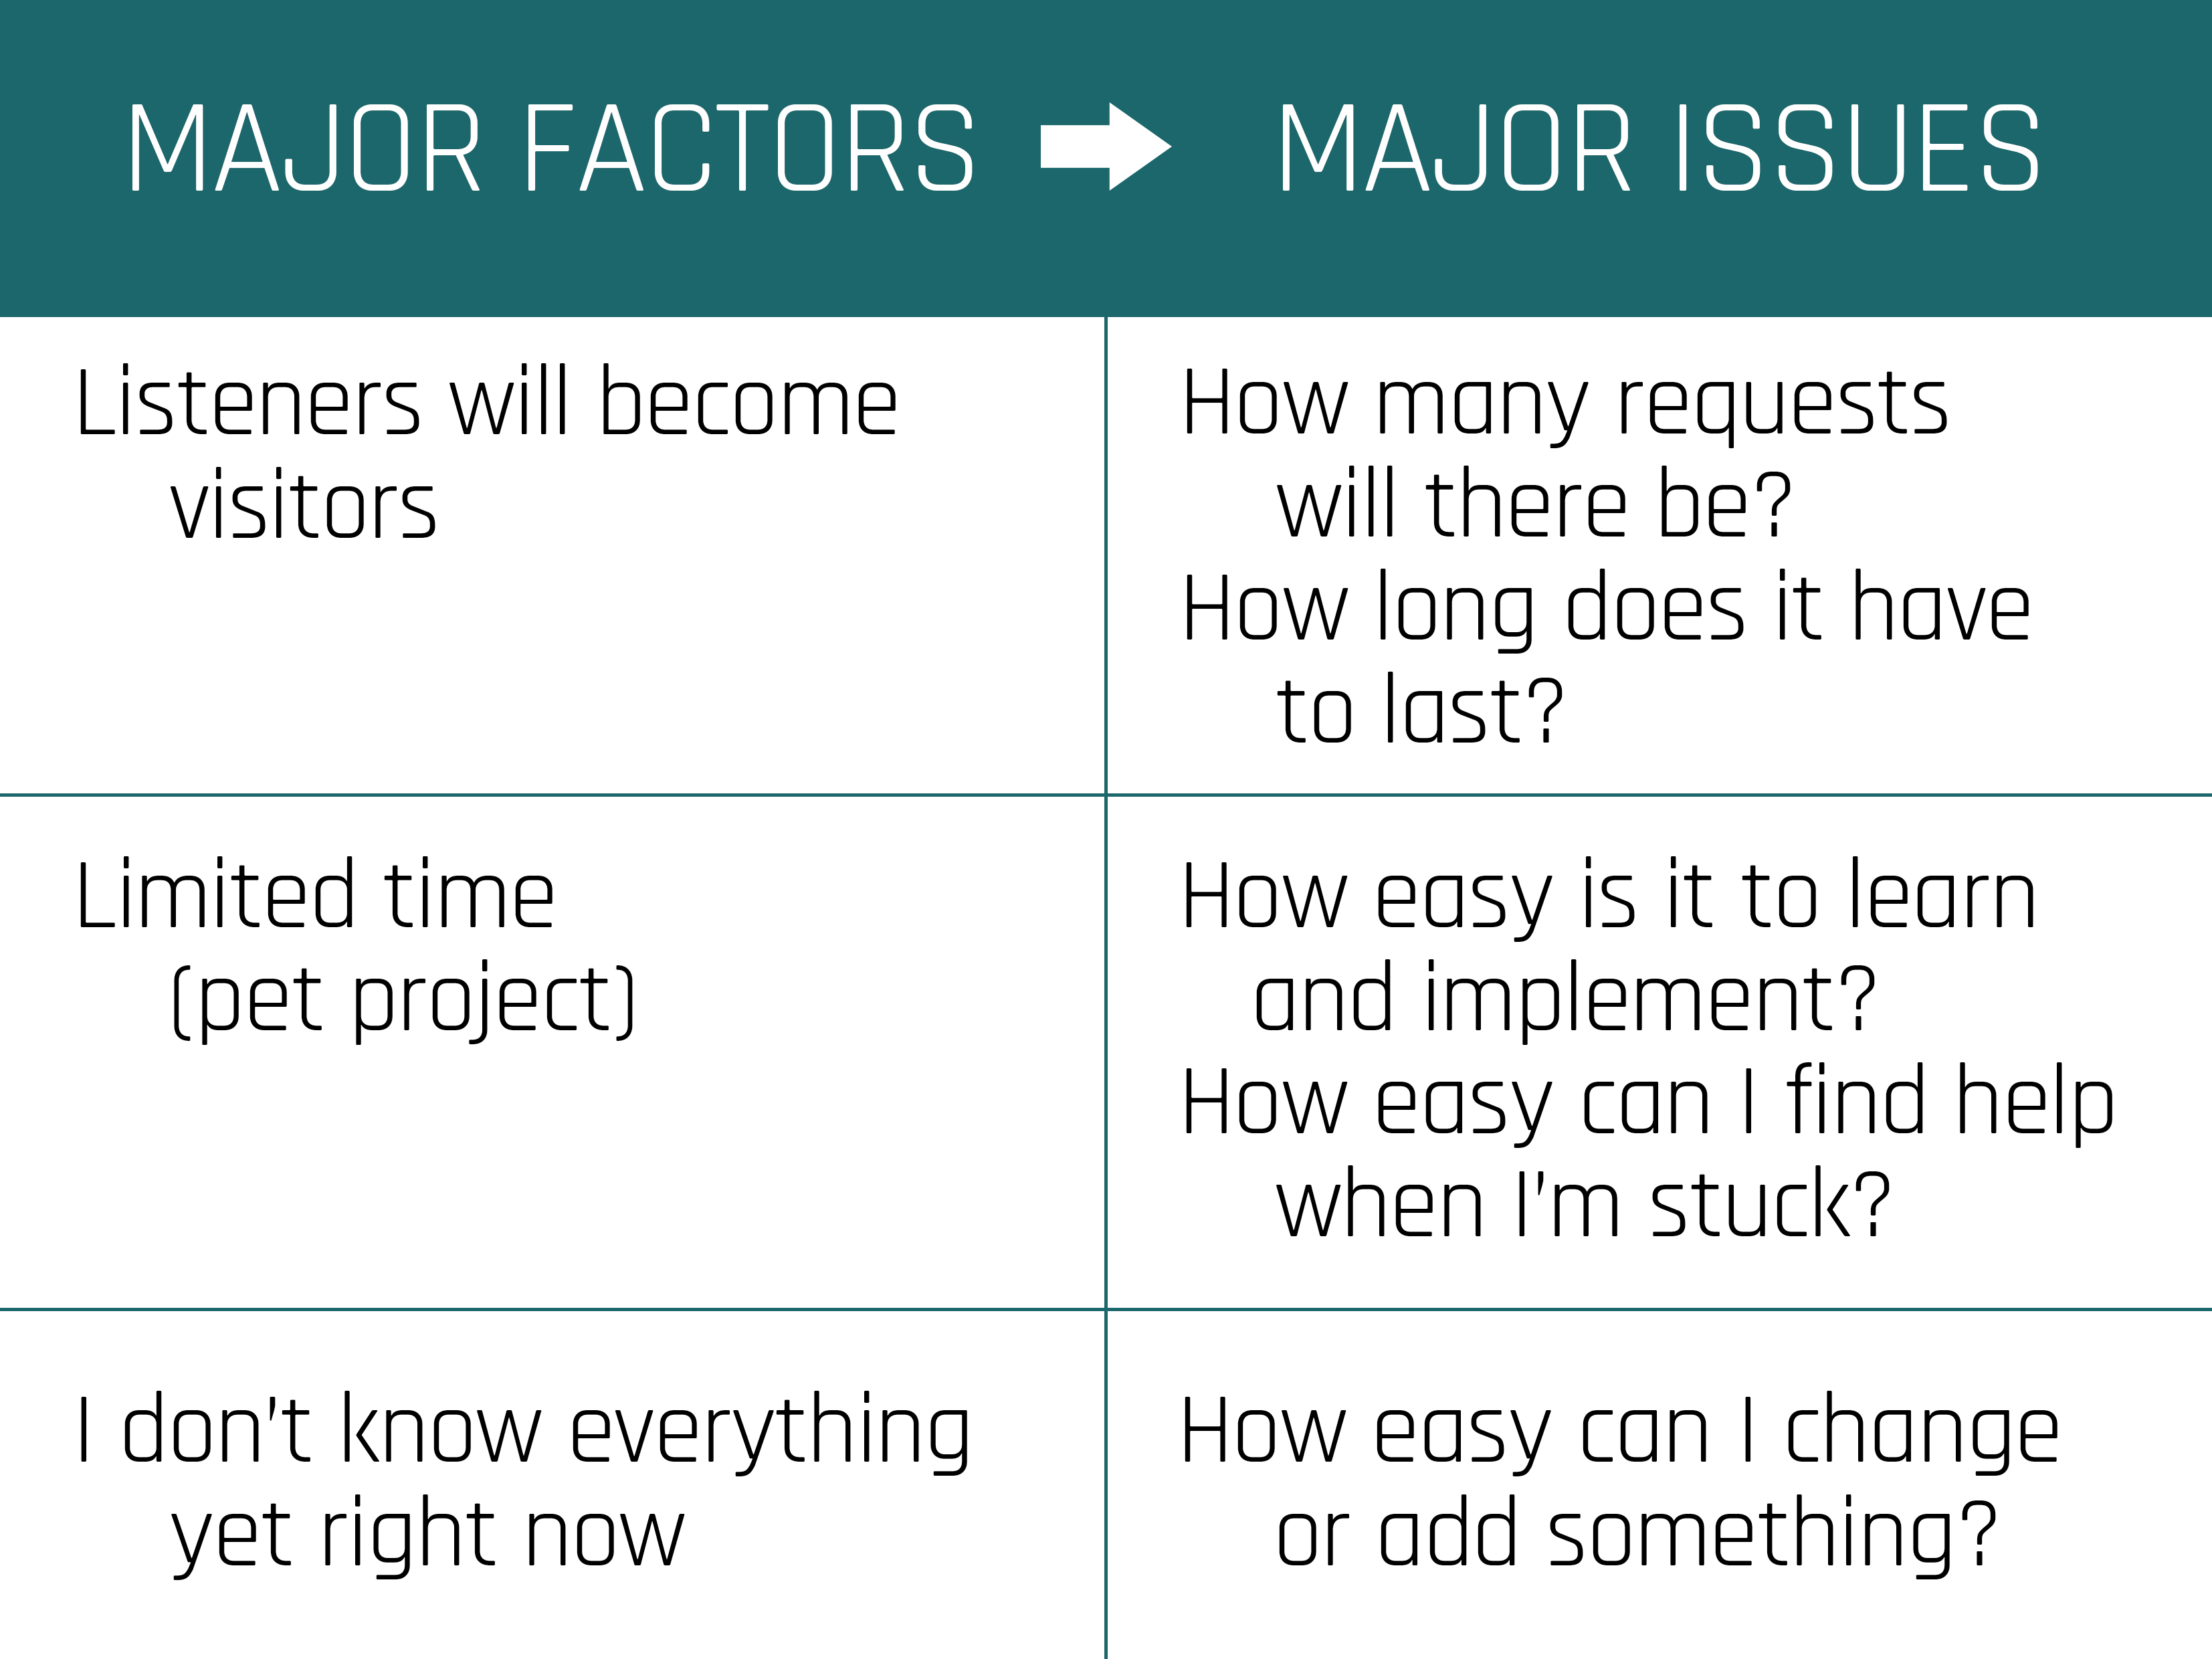 MAJOR FACTORS
MAJOR ISSUES
Listeners will become
visitors
How many requests
will there be?
How long does it have
to last?
Limited time
(pet project)
How easy is it to learn
and implement?
How easy can I find help
when I'm stuck?
I don't know everything
yet right now
How easy can I change
or add something?